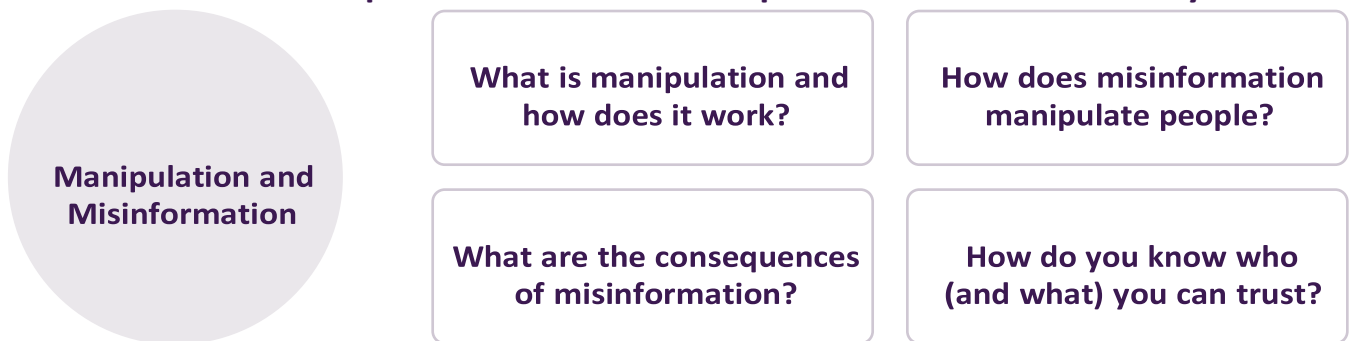 Manipulation and
Misinformation
What is manipulation and
how does it work?
How does misinformation
manipulate people?
What are the consequences
of misinformation?
How do you know who
(and what) you can trust?